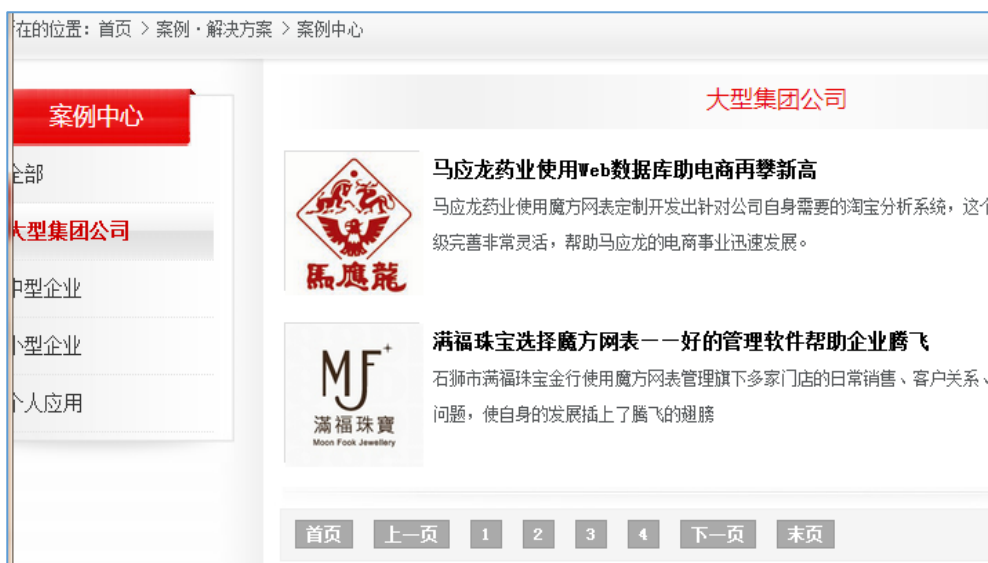 在的位置：首页 > 案例·解决方案 > 案例中心
案例中心
全部
大型集团公司
中型企业
小型企业
个人应用
大型集团公司
馬應龍
马应龙药业使用Web数据库助电商再攀新高
马应龙药业使用魔方网表定制开发出针对公司自身需要的淘宝分析系统，这个
级完善非常灵活，帮助马应龙的电商事业迅速发展。
MF
滿福珠寶
Moon Fook Jewellery
满福珠宝选择魔方网表——好的管理软件帮助企业腾飞
石狮市满福珠宝金行使用魔方网表管理旗下多家门店的日常销售、客户关系、
问题，使自身的发展插上了腾飞的翅膀
首页 上一页 1 2 3 4 下一页 末页